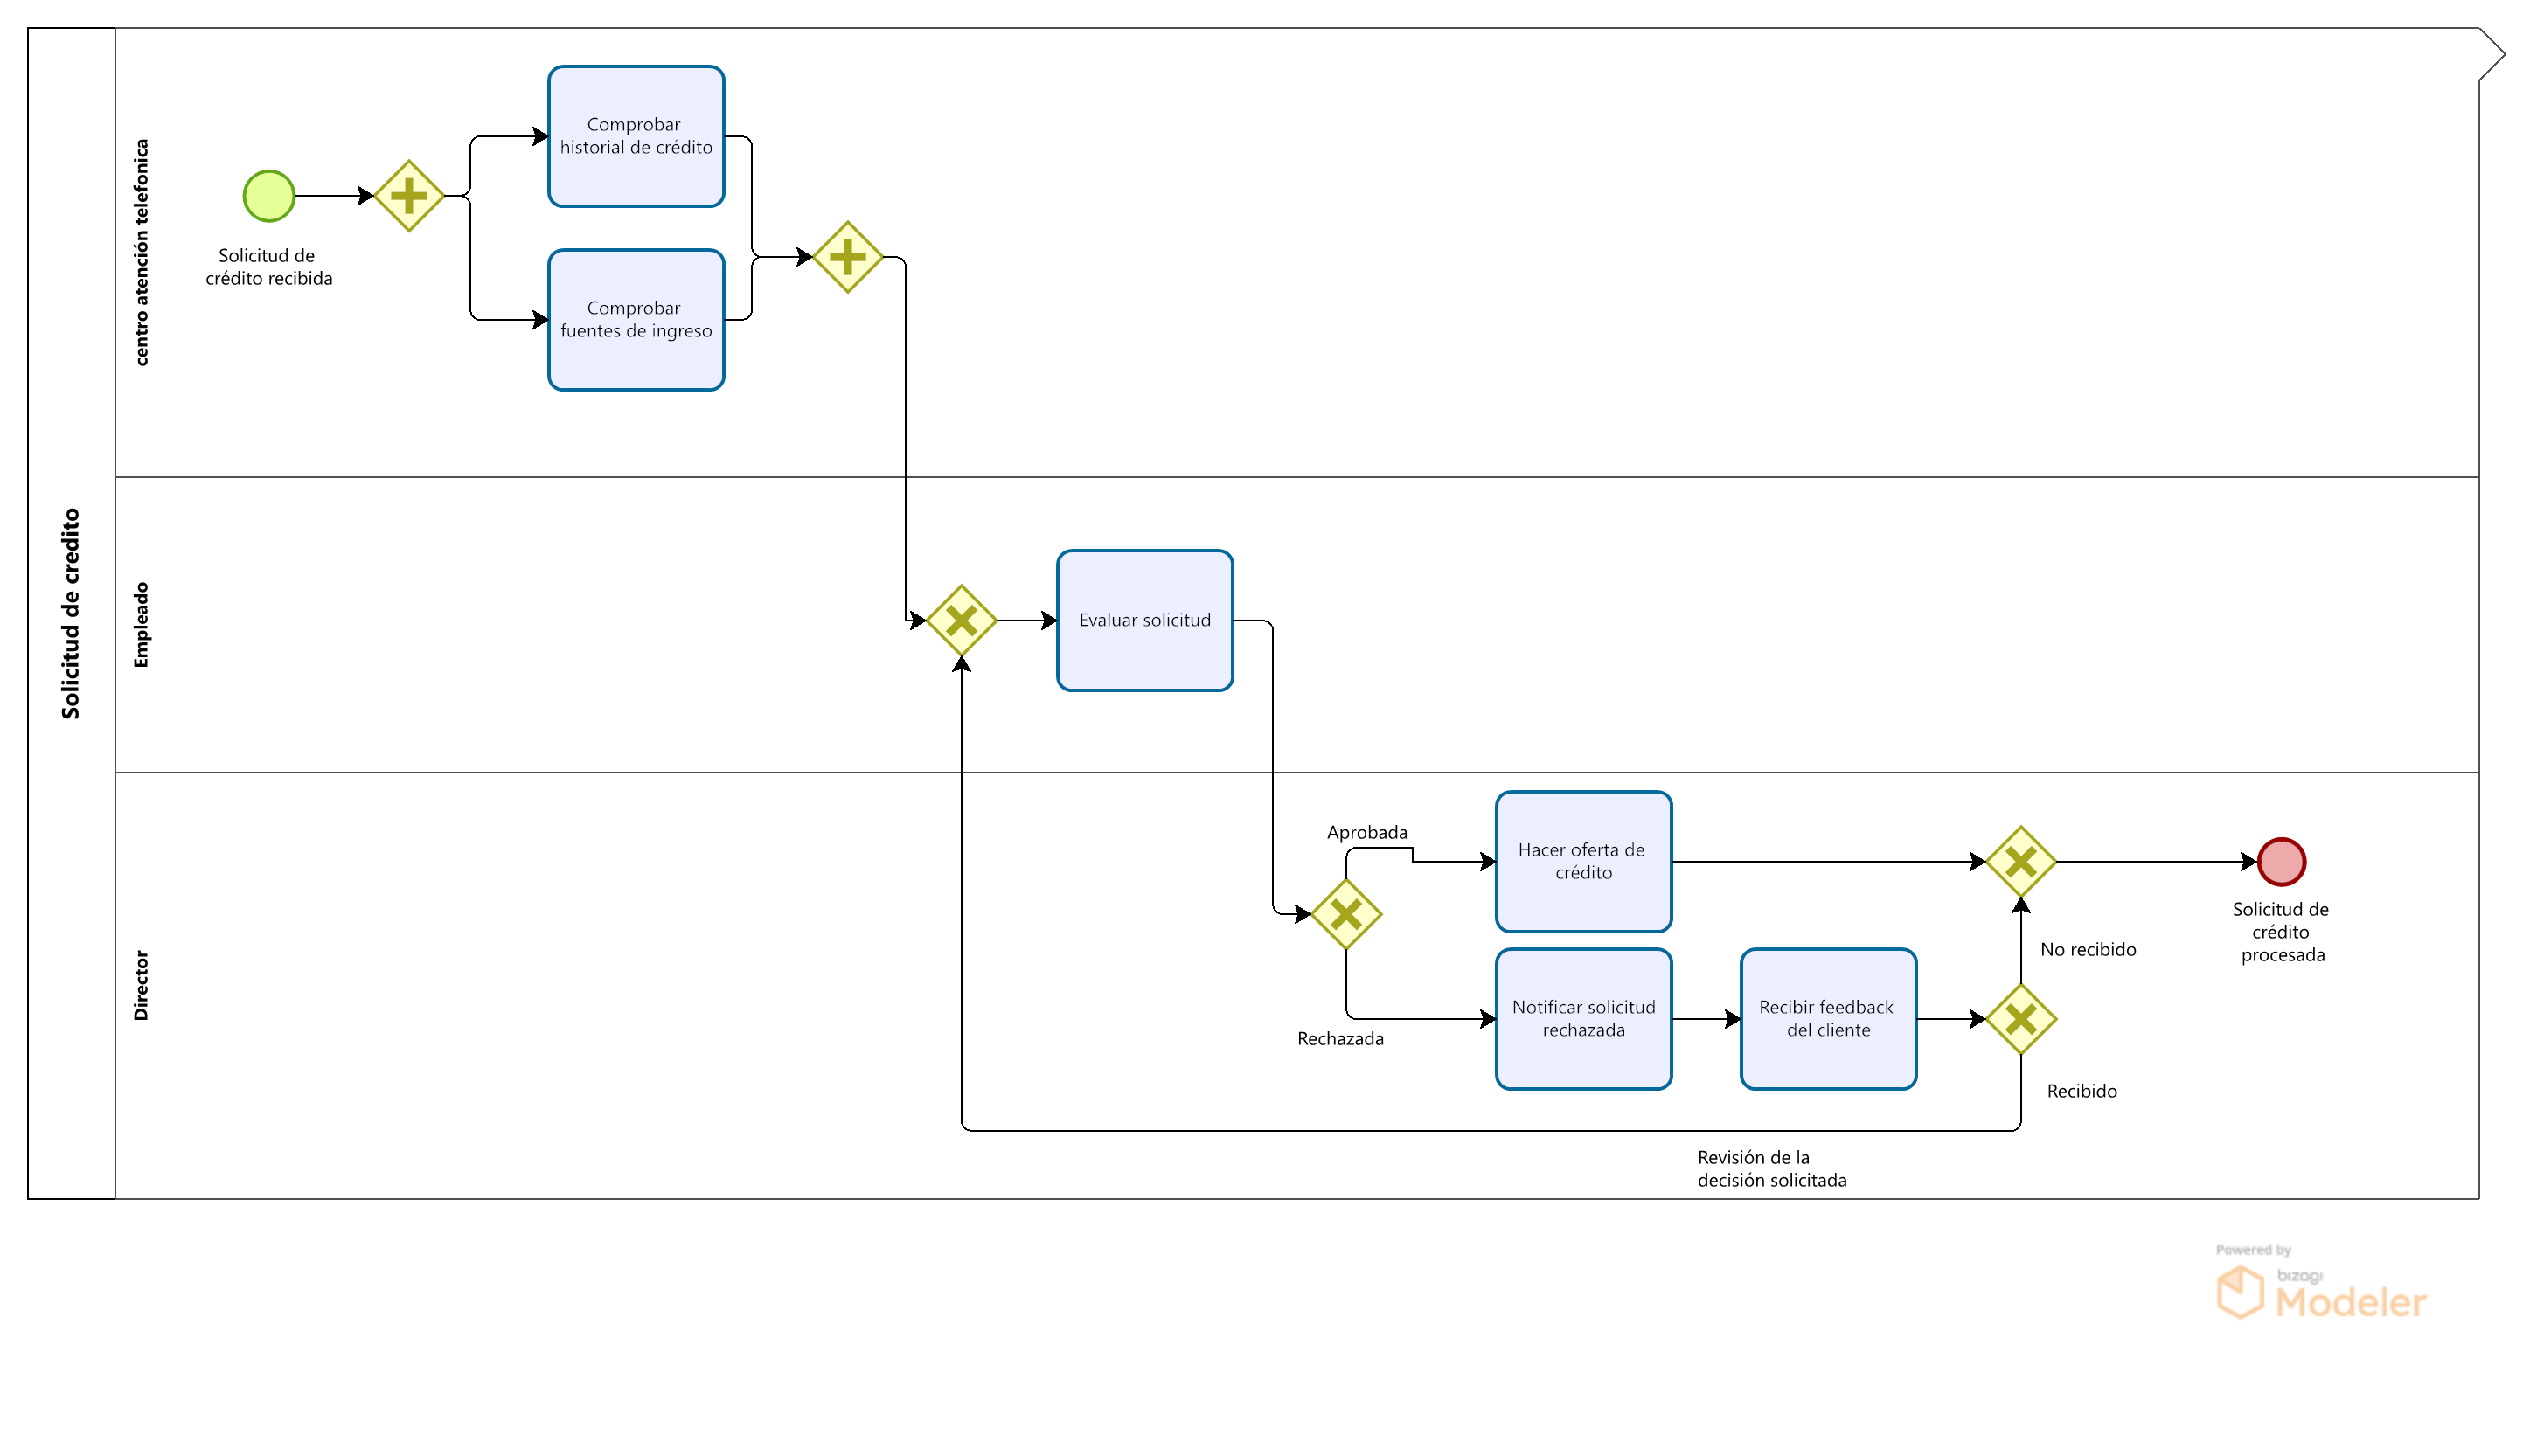 Solicitud de credito
centro atención telefonica
Solicitud de
crédito recibida
Comprobar
historial de crédito
Comprobar
fuentes de ingreso
Empleado
Evaluar solicitud
Director
Aprobada
Rechazada
Hacer oferta de
crédito
Notificar solicitud
rechazada
Recibir feedback
del cliente
No recibido
Recibido
Solicitud de
crédito
procesada
Revisión de la
decisión solicitada
Powered by
bizagi
Modeler